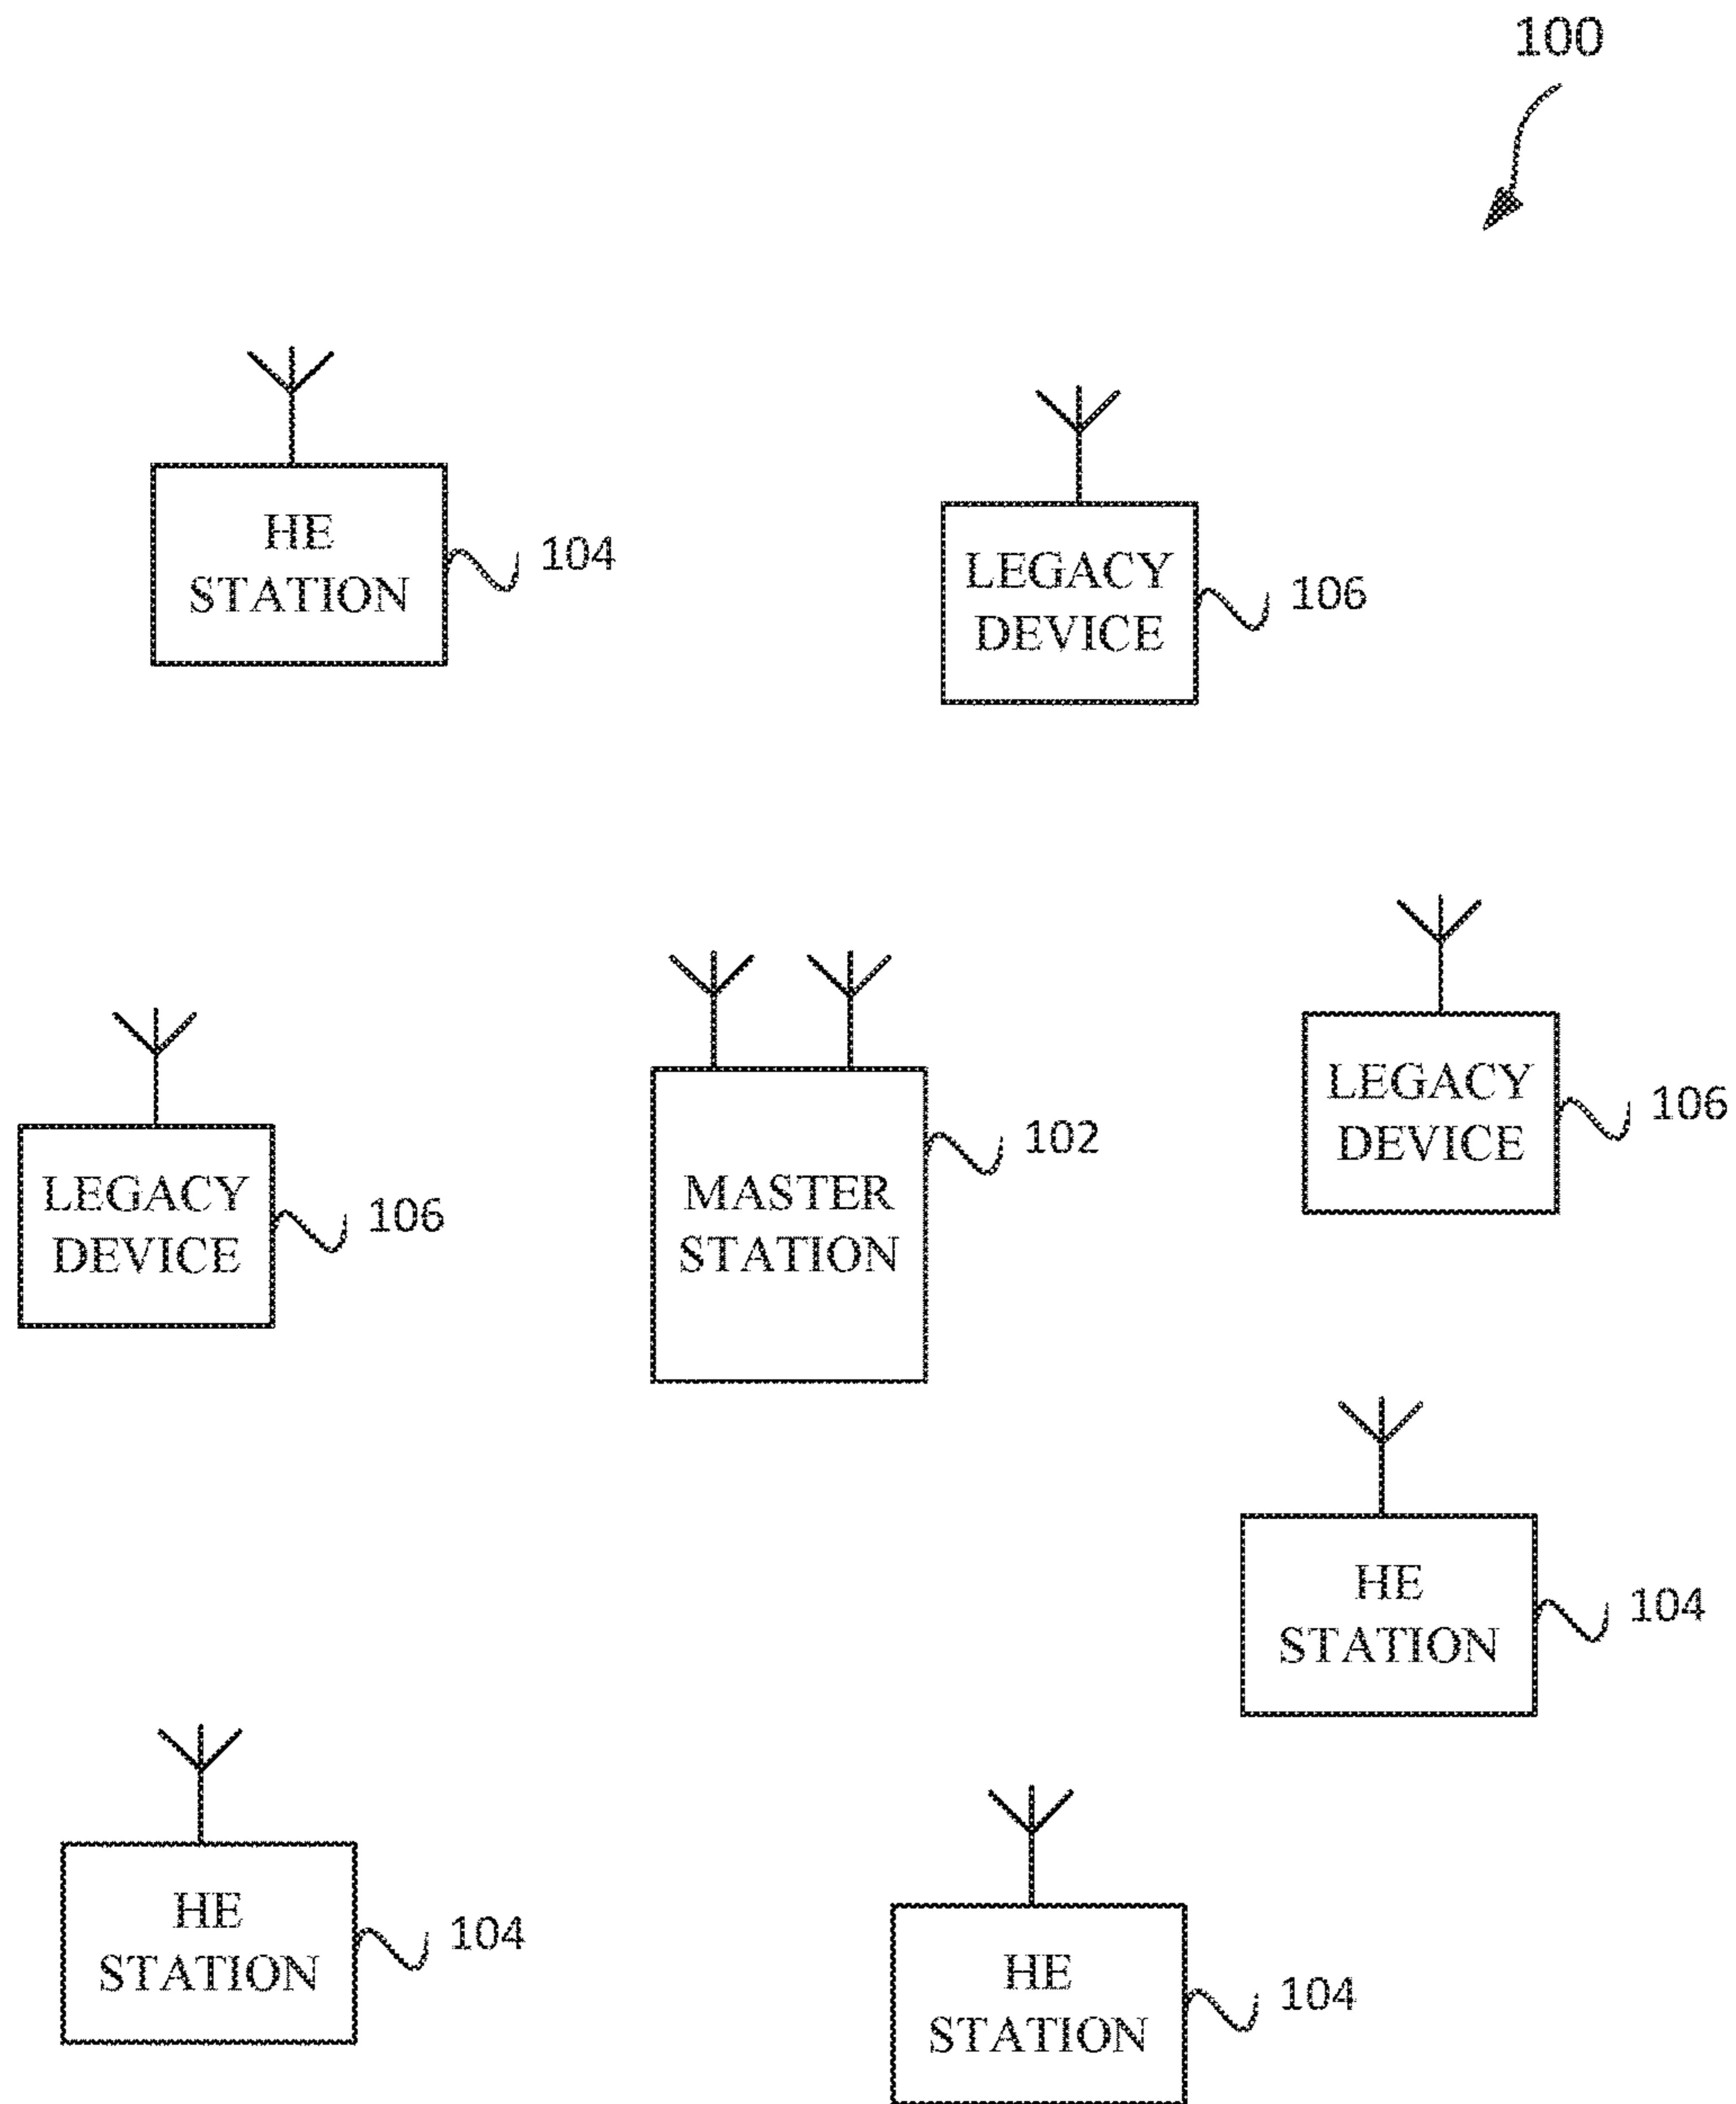 100
HE
STATION
104
LEGACY
DEVICE
106
LEGACY
DEVICE
106
MASTER
STATION
102
LEGACY
DEVICE
106
HE
STATION
104
HE
STATION
104
HE
STATION
104